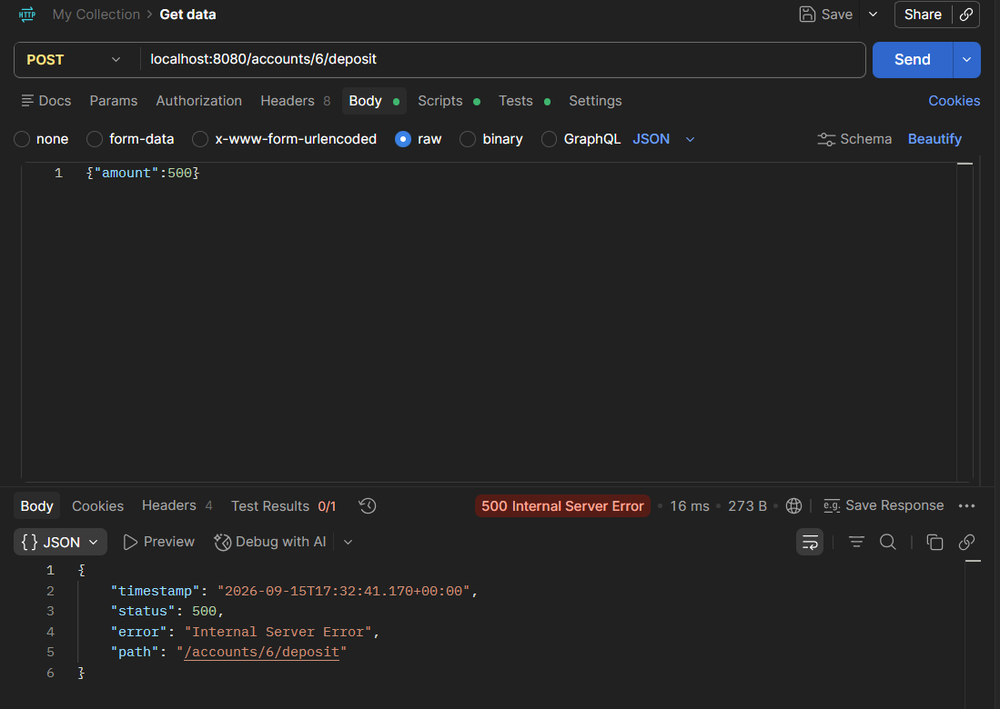 HTTP My Collection > Get data Save Share
POST localhost:8080/accounts/6/deposit Send
Docs Params Authorization Headers 8 Body Scripts Tests Settings Cookies
none form-data x-www-form-urlencoded raw binary GraphQL JSON Schema Beautify
1 {"amount":500}
Body Cookies Headers 4 Test Results 0/1 500 Internal Server Error • 16 ms • 273 B • e.g. Save Response
{} JSON Preview Debug with AI
1 {
2 "timestamp": "2026-09-15T17:32:41.170+00:00",
3 "status": 500,
4 "error": "Internal Server Error",
5 "path": "/accounts/6/deposit"
6 }